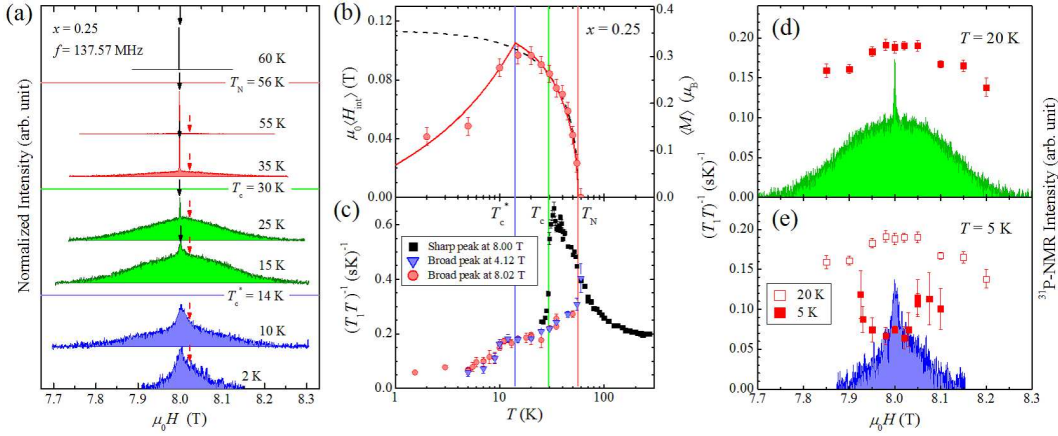 (a)
x = 0.25
f = 137.57 MHz
60 K
T_N = 56 K
55 K
35 K
T_c = 30 K
25 K
15 K
T_c^* = 14 K
10 K
2 K
Normalized Intensity (arb. unit)
7.8 7.9 8.0 8.1 8.2 8.3
μ₀H (T)
T (K)
1 10 100
(b)
x = 0.25
0.12
0.08
0.04
0.00
μ₀⟨H_int⟩ (T)
0.4
0.3
0.2
0.1
0.0
⟨M⟩ (μ_B)
T_c^* T_c T_N
(c)
Sharp peak at 8.00 T
Broad peak at 4.12 T
Broad peak at 8.02 T
0.6
0.4
0.2
0.0
(T₁T)⁻¹ (sK)⁻¹
1 10 100
T (K)
(d)
T = 20 K
0.20
0.15
0.10
0.05
0.00
(T₁T)⁻¹ (sK)⁻¹
³¹P-NMR Intensity (arb. unit)
(e)
T = 5 K
20 K
5 K
0.20
0.15
0.10
0.05
0.00
7.7 7.8 7.9 8.0 8.1 8.2 8.3
μ₀H (T)